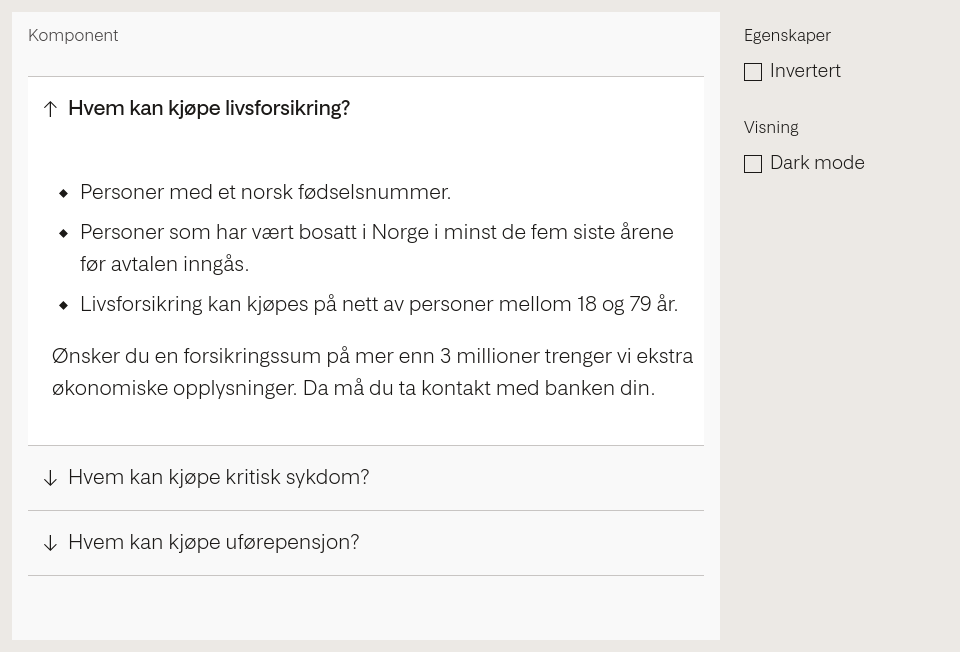 Komponent
Hvem kan kjøpe livsforsikring?
Personer med et norsk fødselsnummer.
Personer som har vært bosatt i Norge i minst de fem siste årene
før avtalen inngås.
Livsforsikring kan kjøpes på nett av personer mellom 18 og 79 år.
Ønsker du en forsikringssum på mer enn 3 millioner trenger vi ekstra
økonomiske opplysninger. Da må du ta kontakt med banken din.
Hvem kan kjøpe kritisk sykdom?
Hvem kan kjøpe uførepensjon?
Egenskaper
Invertert
Visning
Dark mode